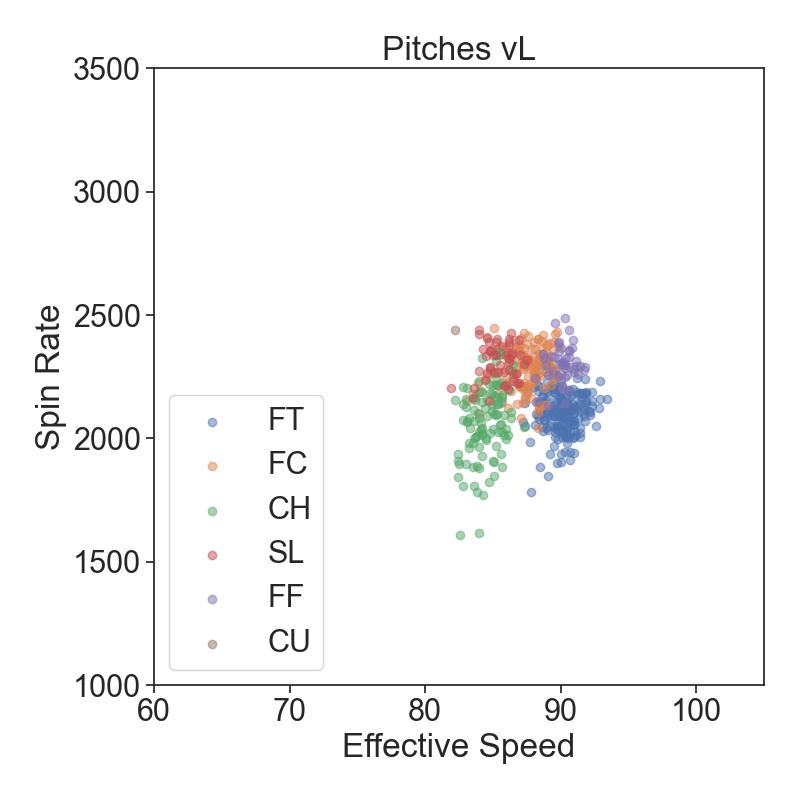 Pitches vL
3500
3000
2500
2000
1500
1000
Spin Rate
FT
FC
CH
SL
FF
CU
60 70 80 90 100
Effective Speed